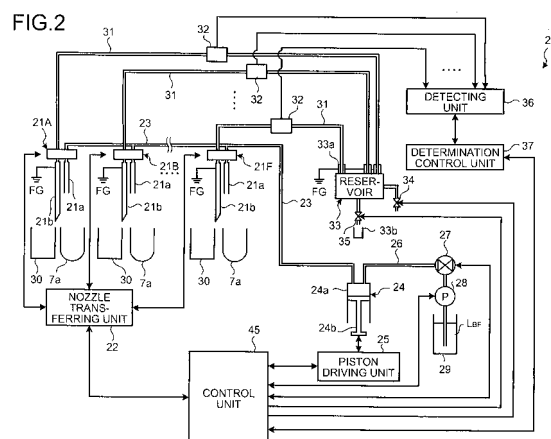 FIG.2
31
32
2
31
32
32
31
DETECTING UNIT
36
21A
23
21B
21F
DETERMINATION CONTROL UNIT
37
33a
FG
21a
21a
21a
FG
RESER-VOIR
34
21b
21b
21b
23
33
35
33b
27
30
7a
30
7a
30
7a
26
28
P
24a
24
NOZZLE TRANS-FERRING UNIT
22
24b
LBF
29
45
25
CONTROL UNIT
PISTON DRIVING UNIT
FG